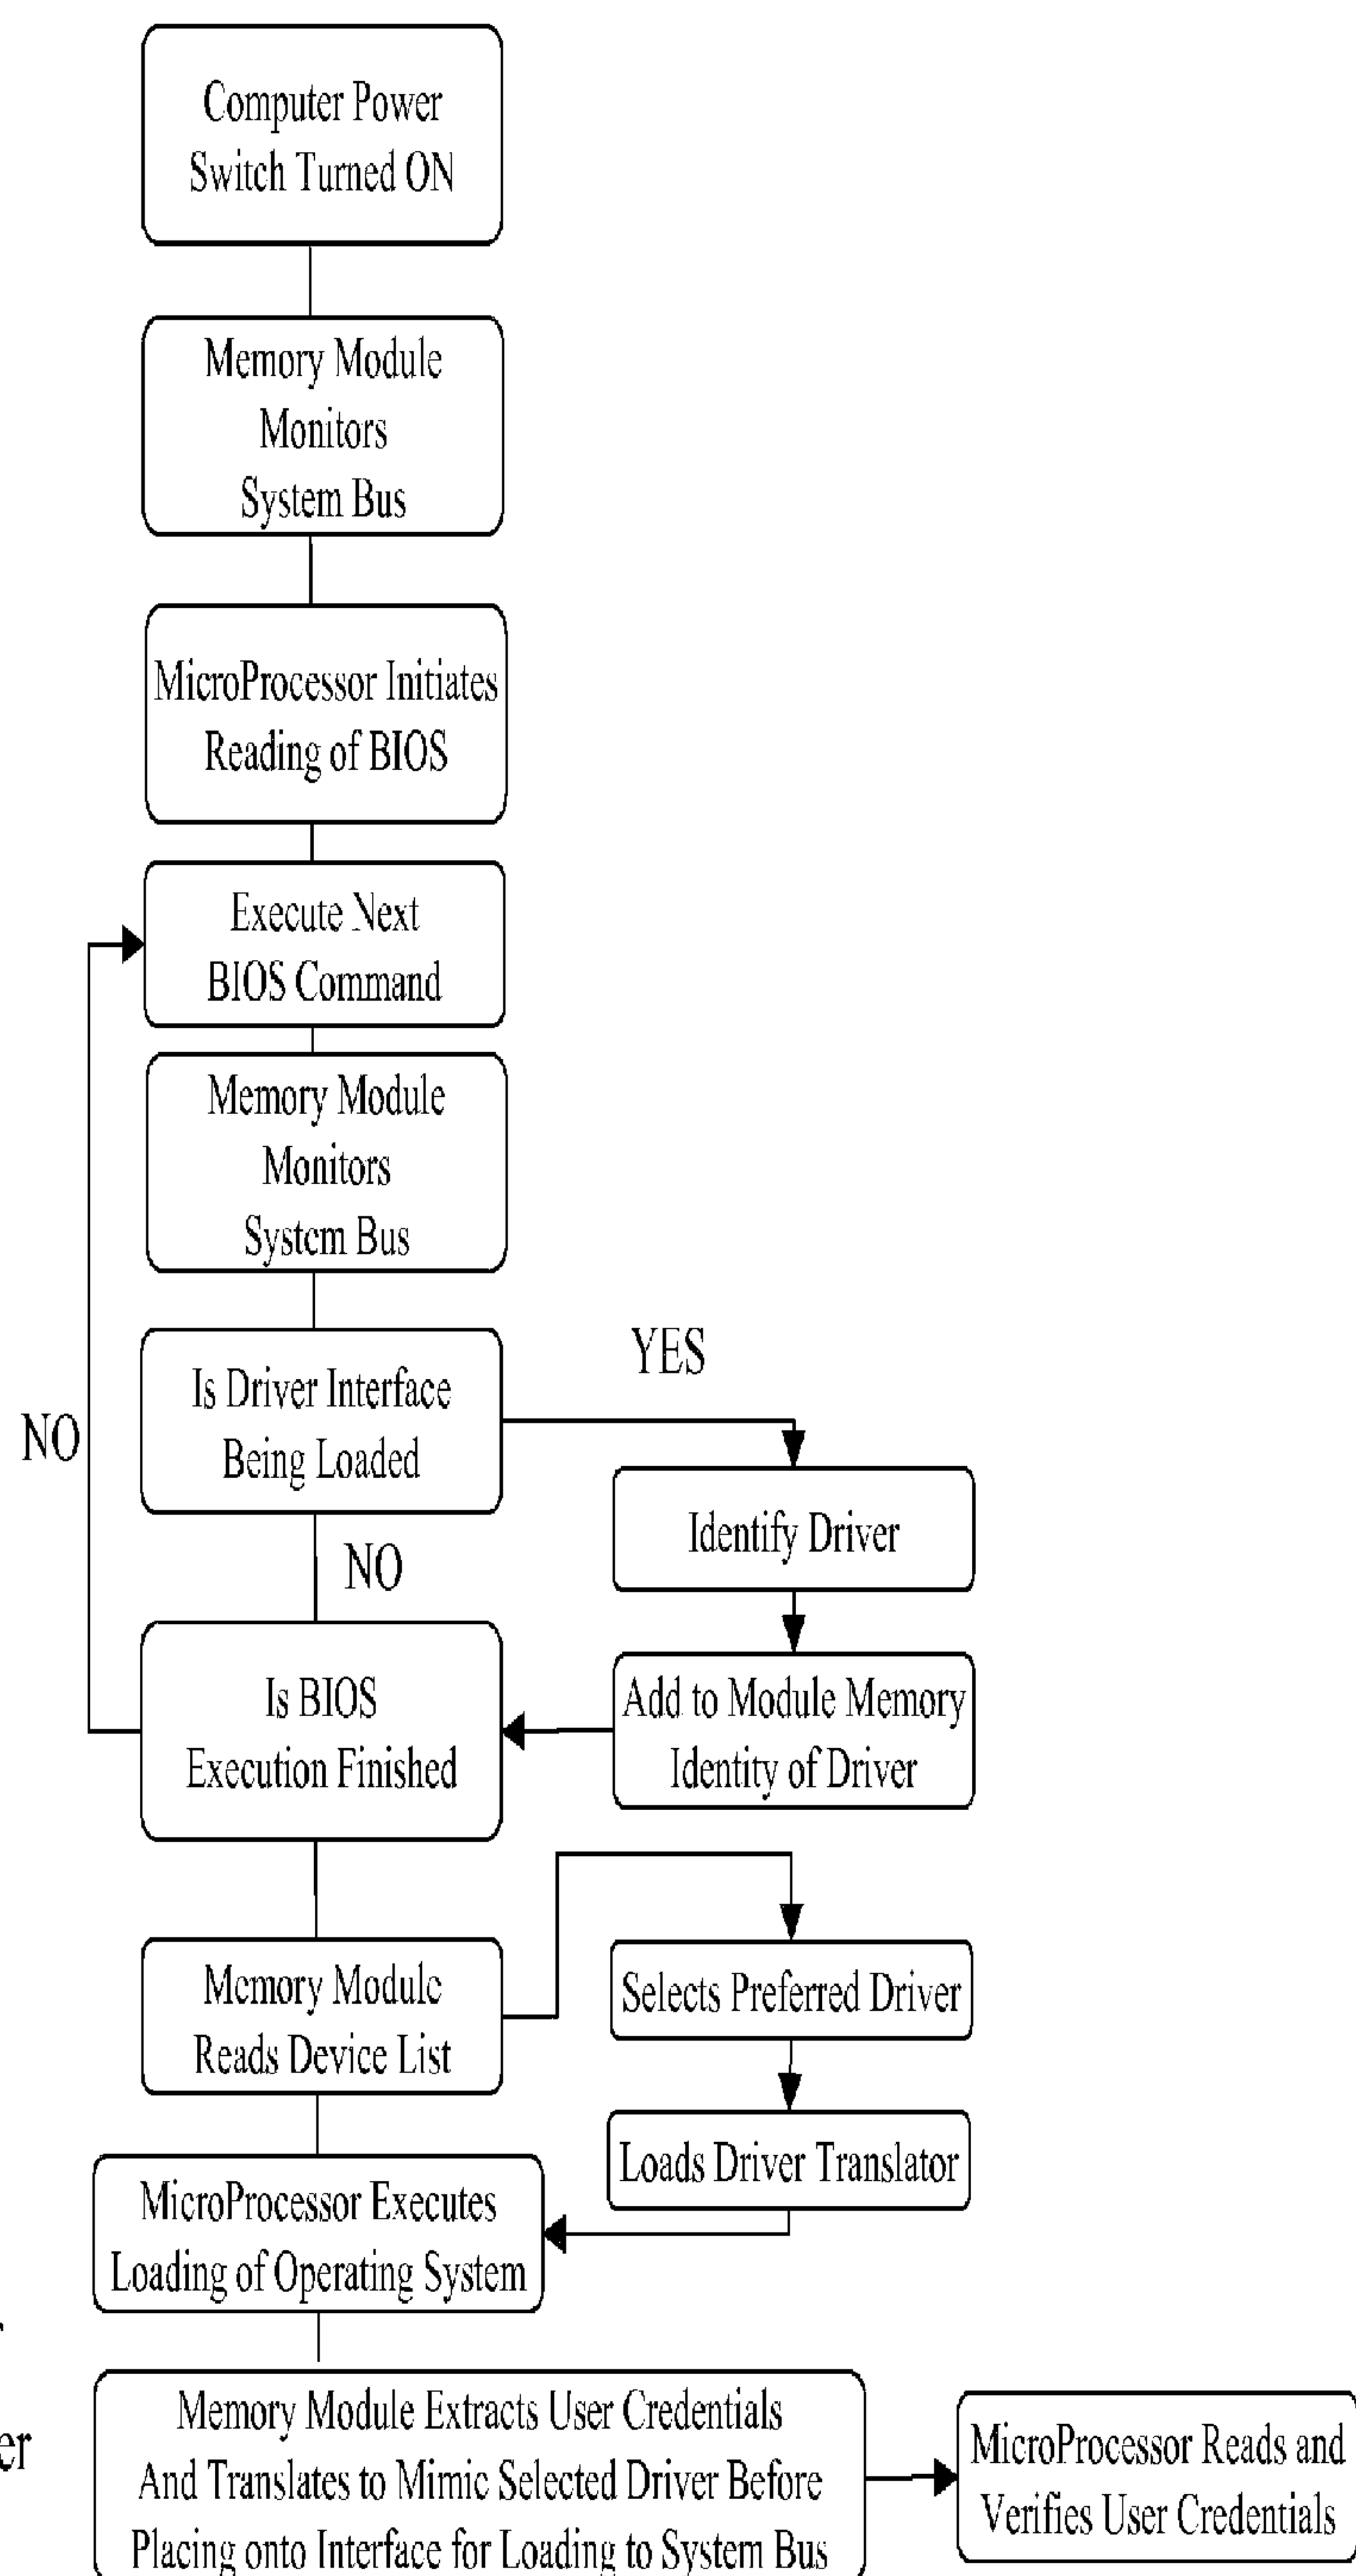 Computer Power
Switch Turned ON
Memory Module
Monitors
System Bus
MicroProcessor Initiates
Reading of BIOS
Execute Next
BIOS Command
Memory Module
Monitors
System Bus
Is Driver Interface
Being Loaded
YES
NO
Identify Driver
NO
Is BIOS
Execution Finished
Add to Module Memory
Identity of Driver
Memory Module
Reads Device List
Selects Preferred Driver
Loads Driver Translator
MicroProcessor Executes
Loading of Operating System
Memory Module Extracts User Credentials
And Translates to Mimic Selected Driver Before
Placing onto Interface for Loading to System Bus
MicroProcessor Reads and
Verifies User Credentials